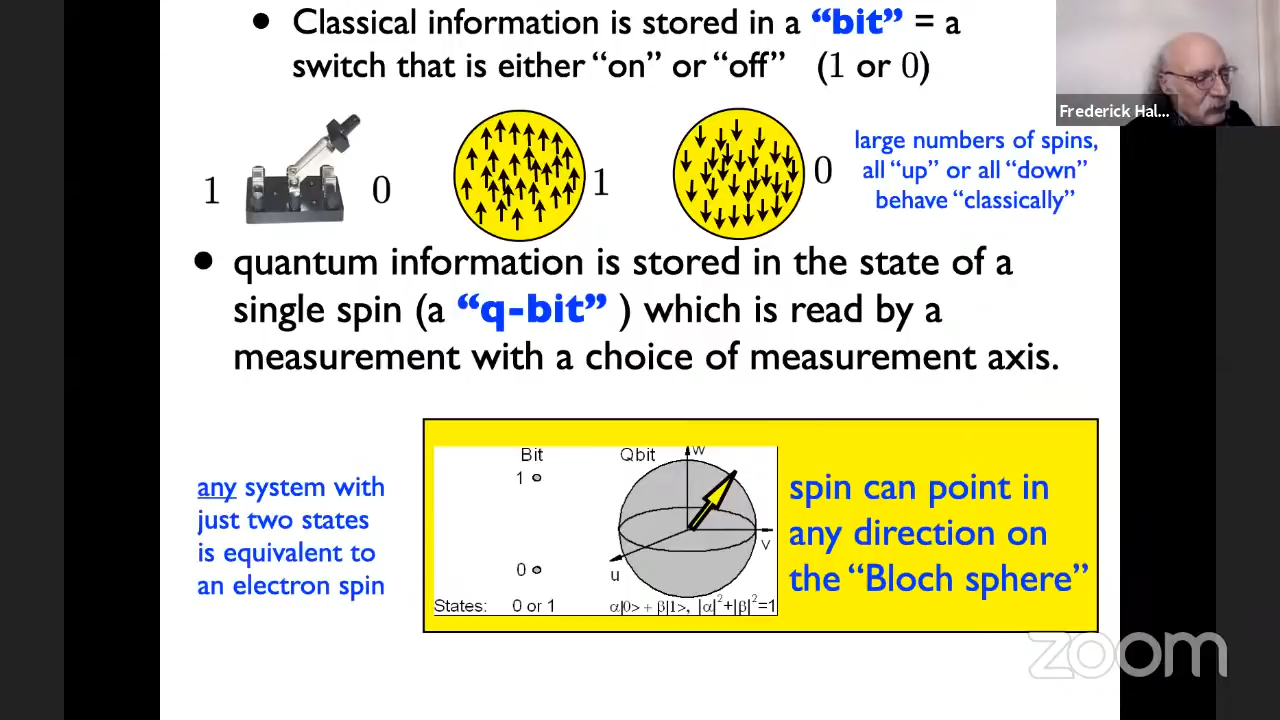 • Classical information is stored in a “bit” = a
switch that is either “on” or “off” (1 or 0)
Frederick Hal...
1
0
1
0
large numbers of spins,
all “up” or all “down”
behave “classically”
• quantum information is stored in the state of a
single spin (a “q-bit” ) which is read by a
measurement with a choice of measurement axis.
any system with
just two states
is equivalent to
an electron spin
Bit
Qbit
1
0
w
v
u
States: 0 or 1 α|0> + β|1>, |α|²+|β|²=1
spin can point in
any direction on
the “Bloch sphere”
zoom